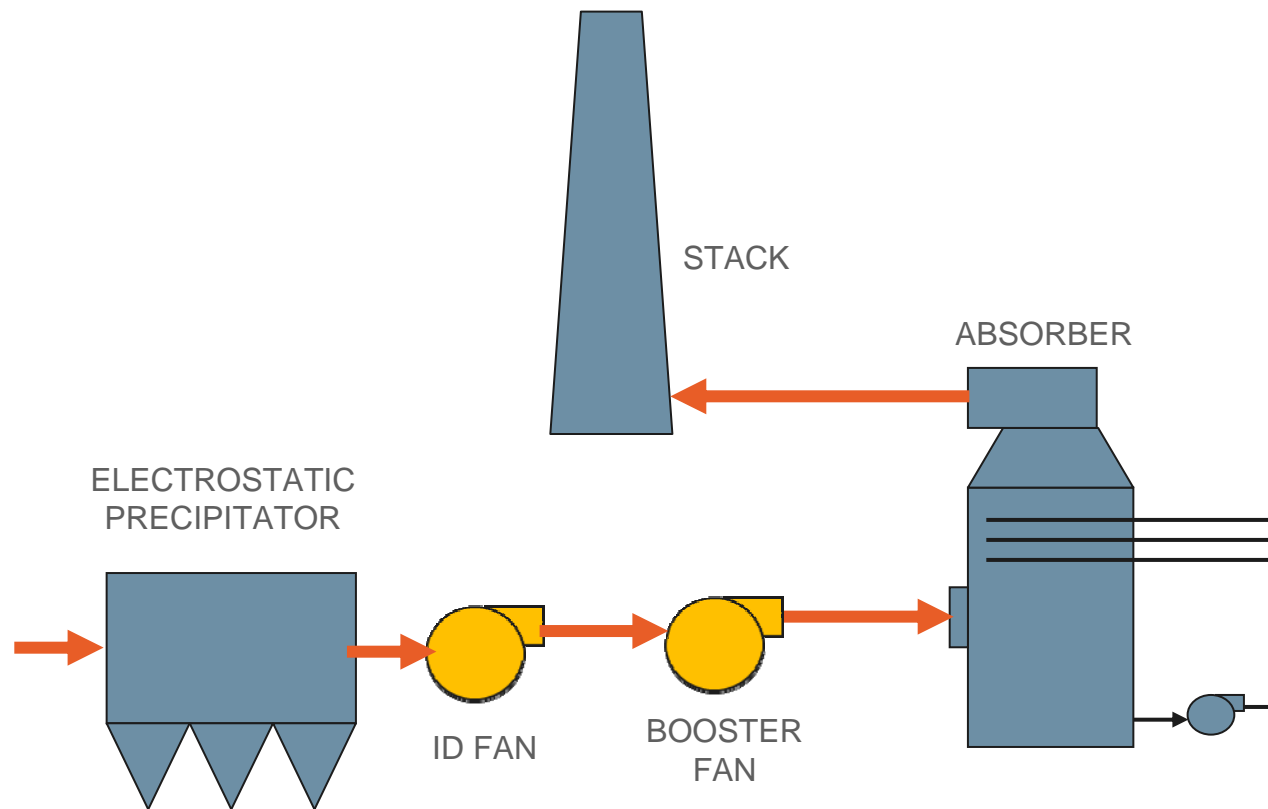 STACK
ABSORBER
ELECTROSTATIC
PRECIPITATOR
ID FAN
BOOSTER
FAN